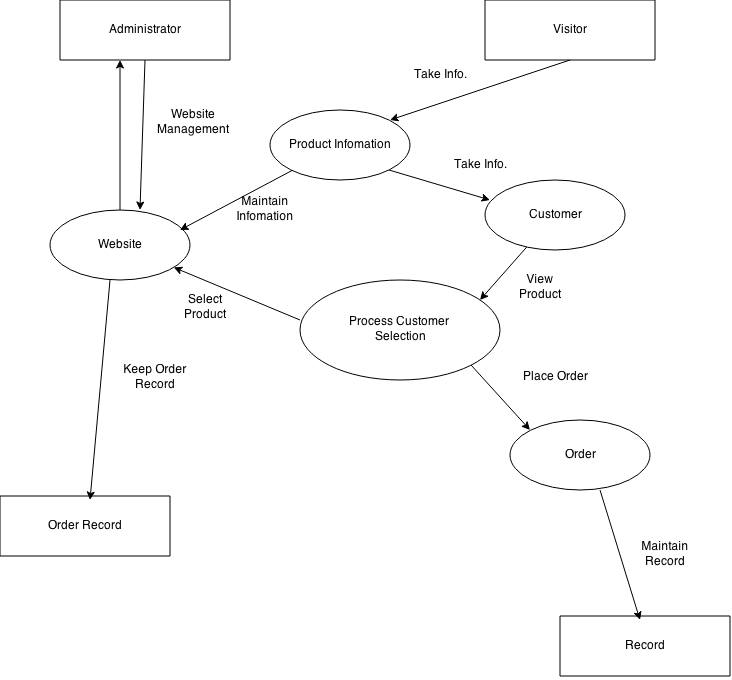 Administrator
Visitor
Take Info.
Website
Management
Product Infomation
Take Info.
Maintain
Infomation
Customer
Website
View
Product
Select
Product
Process Customer
Selection
Keep Order
Record
Place Order
Order
Order Record
Maintain
Record
Record